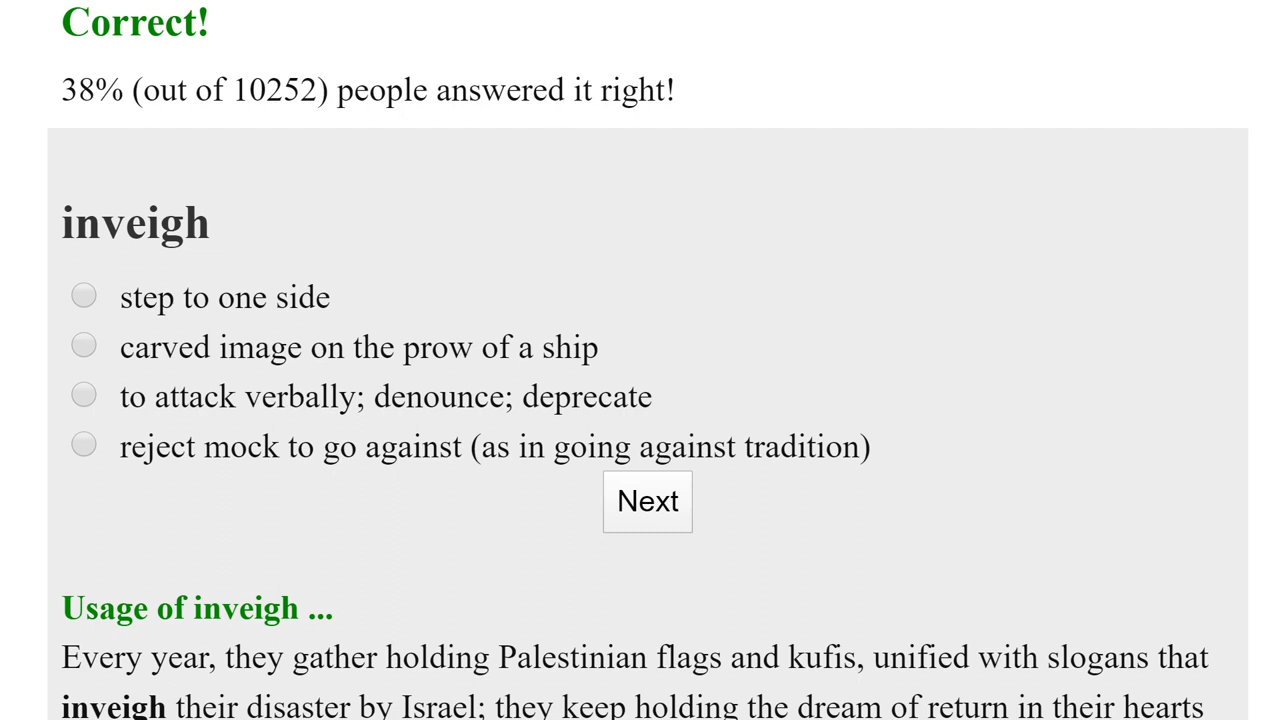 Correct!
38% (out of 10252) people answered it right!
inveigh
step to one side
carved image on the prow of a ship
to attack verbally; denounce; deprecate
reject mock to go against (as in going against tradition)
Next
Usage of inveigh ...
Every year, they gather holding Palestinian flags and kufis, unified with slogans that
inveigh their disaster by Israel; they keep holding the dream of return in their hearts